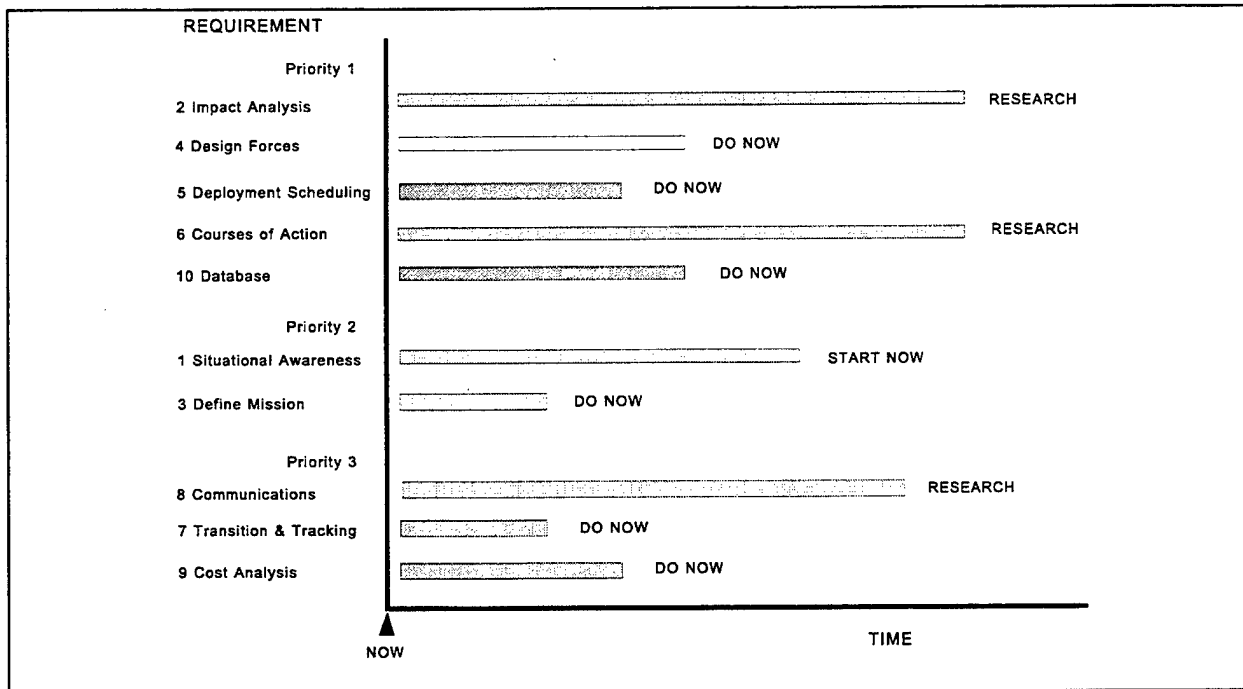 REQUIREMENT
Priority 1
2 Impact Analysis RESEARCH
4 Design Forces DO NOW
5 Deployment Scheduling DO NOW
6 Courses of Action RESEARCH
10 Database DO NOW
Priority 2
1 Situational Awareness START NOW
3 Define Mission DO NOW
Priority 3
8 Communications RESEARCH
7 Transition & Tracking DO NOW
9 Cost Analysis DO NOW
TIME
NOW